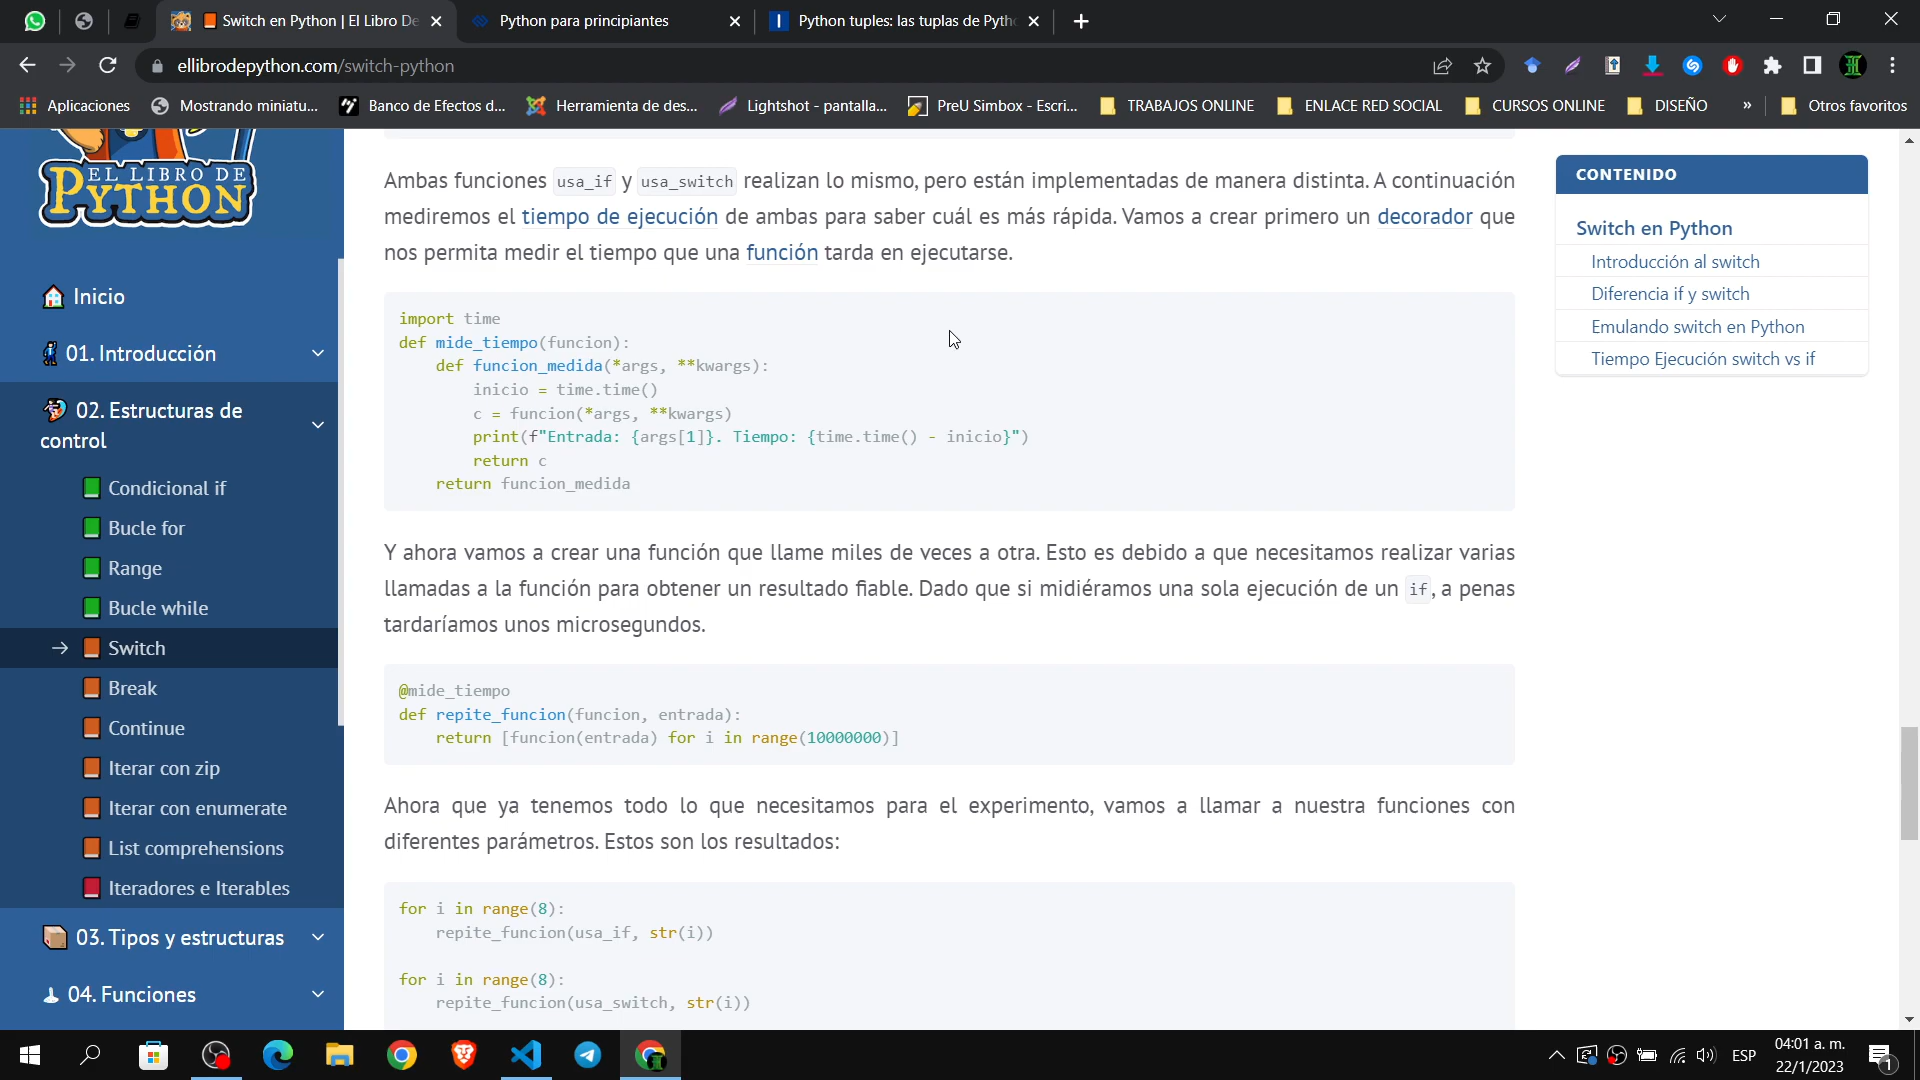 Switch en Python | El Libro De
Python para principiantes
Python tuples: las tuplas de Pyth
ellibrodepython.com/switch-python
Aplicaciones
Mostrando miniatu...
Banco de Efectos d...
Herramienta de des...
Lightshot - pantalla...
PreU Simbox - Escri...
TRABAJOS ONLINE
ENLACE RED SOCIAL
CURSOS ONLINE
DISEÑO
»
Otros favoritos
EL LIBRO DE
PYTHON
Inicio
01. Introducción
02. Estructuras de
control
Condicional if
Bucle for
Range
Bucle while
→ Switch
Break
Continue
Iterar con zip
Iterar con enumerate
List comprehensions
Iteradores e Iterables
03. Tipos y estructuras
04. Funciones
Ambas funciones usa_if y usa_switch realizan lo mismo, pero están implementadas de manera distinta. A continuación
mediremos el tiempo de ejecución de ambas para saber cuál es más rápida. Vamos a crear primero un decorador que
nos permita medir el tiempo que una función tarda en ejecutarse.
import time
def mide_tiempo(funcion):
    def funcion_medida(*args, **kwargs):
        inicio = time.time()
        c = funcion(*args, **kwargs)
        print(f"Entrada: {args[1]}. Tiempo: {time.time() - inicio}")
        return c
    return funcion_medida
Y ahora vamos a crear una función que llame miles de veces a otra. Esto es debido a que necesitamos realizar varias
llamadas a la función para obtener un resultado fiable. Dado que si midiéramos una sola ejecución de un if, a penas
tardaríamos unos microsegundos.
@mide_tiempo
def repite_funcion(funcion, entrada):
    return [funcion(entrada) for i in range(10000000)]
Ahora que ya tenemos todo lo que necesitamos para el experimento, vamos a llamar a nuestra funciones con
diferentes parámetros. Estos son los resultados:
for i in range(8):
    repite_funcion(usa_if, str(i))
for i in range(8):
    repite_funcion(usa_switch, str(i))
CONTENIDO
Switch en Python
Introducción al switch
Diferencia if y switch
Emulando switch en Python
Tiempo Ejecución switch vs if
ESP
04:01 a. m.
22/1/2023
1